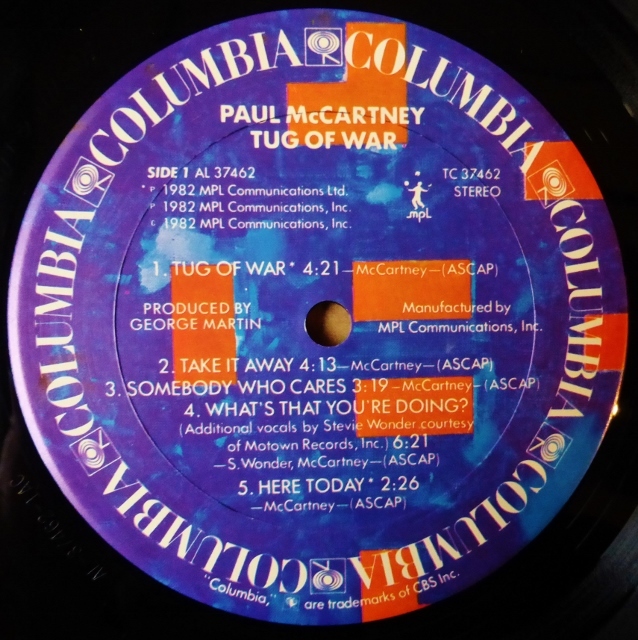 COLUMBIA COLUMBIA COLUMBIA COLUMBIA COLUMBIA COLUMBIA COLUMBIA
PAUL McCARTNEY
TUG OF WAR
SIDE 1 AL 37462
TC 37462
* ℗ 1982 MPL Communications Ltd.
STEREO
℗ 1982 MPL Communications, Inc.
© 1982 MPL Communications, Inc.
mpL
1. TUG OF WAR* 4:21—McCartney—(ASCAP)
PRODUCED BY
GEORGE MARTIN
Manufactured by
MPL Communications, Inc.
2. TAKE IT AWAY 4:13—McCartney—(ASCAP)
3. SOMEBODY WHO CARES 3:19—McCartney—(ASCAP)
4. WHAT'S THAT YOU'RE DOING?
(Additional vocals by Stevie Wonder courtesy
of Motown Records, Inc.) 6:21
—S. Wonder, McCartney—(ASCAP)
5. HERE TODAY* 2:26
—McCartney—(ASCAP)
"Columbia," are trademarks of CBS Inc.